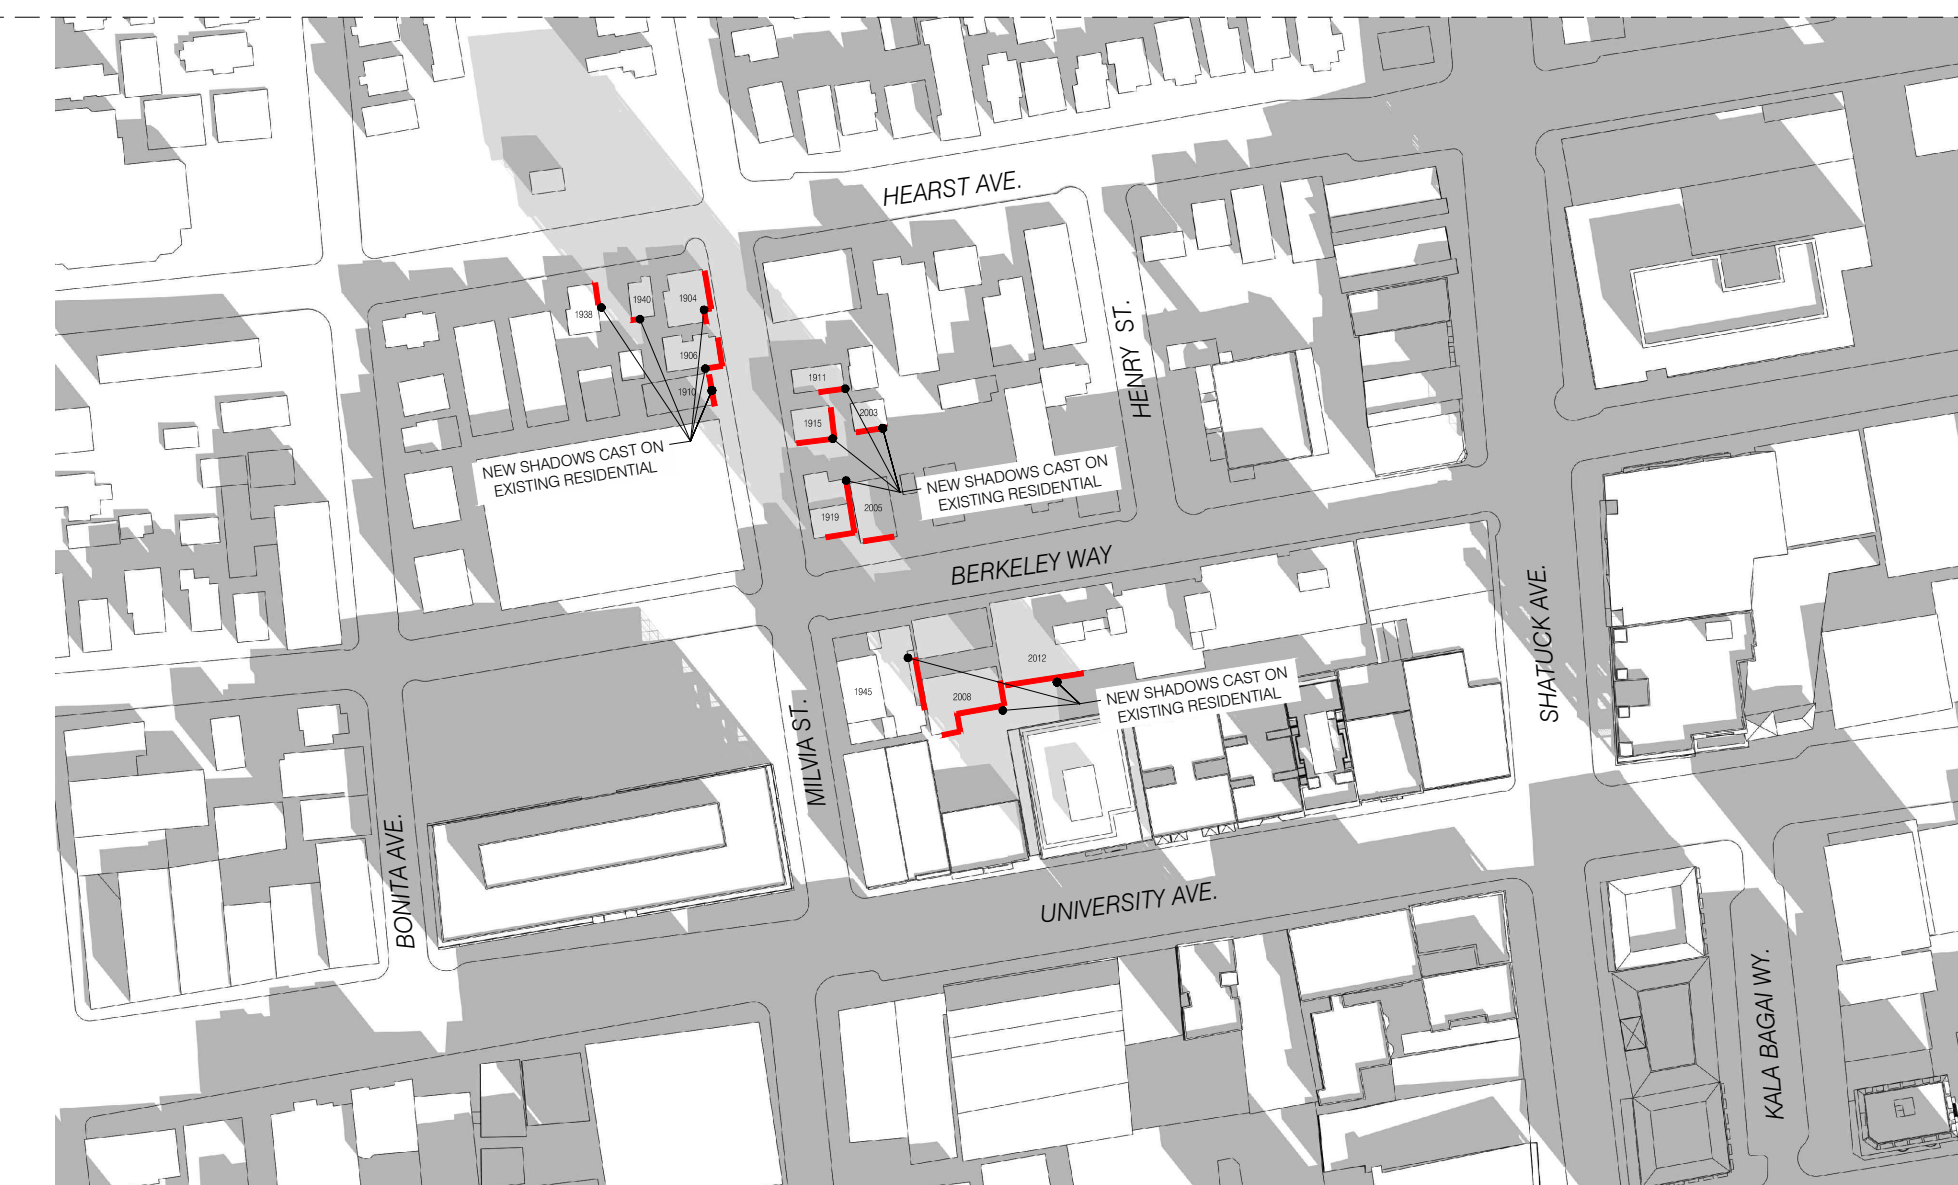 HEARST AVE.
1938
1940
1904
1906
1910
HENRY ST.
1911
1915
2003
NEW SHADOWS CAST ON
EXISTING RESIDENTIAL
NEW SHADOWS CAST ON
EXISTING RESIDENTIAL
1919
2005
BERKELEY WAY
SHATUCK AVE.
2012
1945
2008
NEW SHADOWS CAST ON
EXISTING RESIDENTIAL
MILVIA ST.
BONITA AVE.
UNIVERSITY AVE.
KALA BAGAI WY.